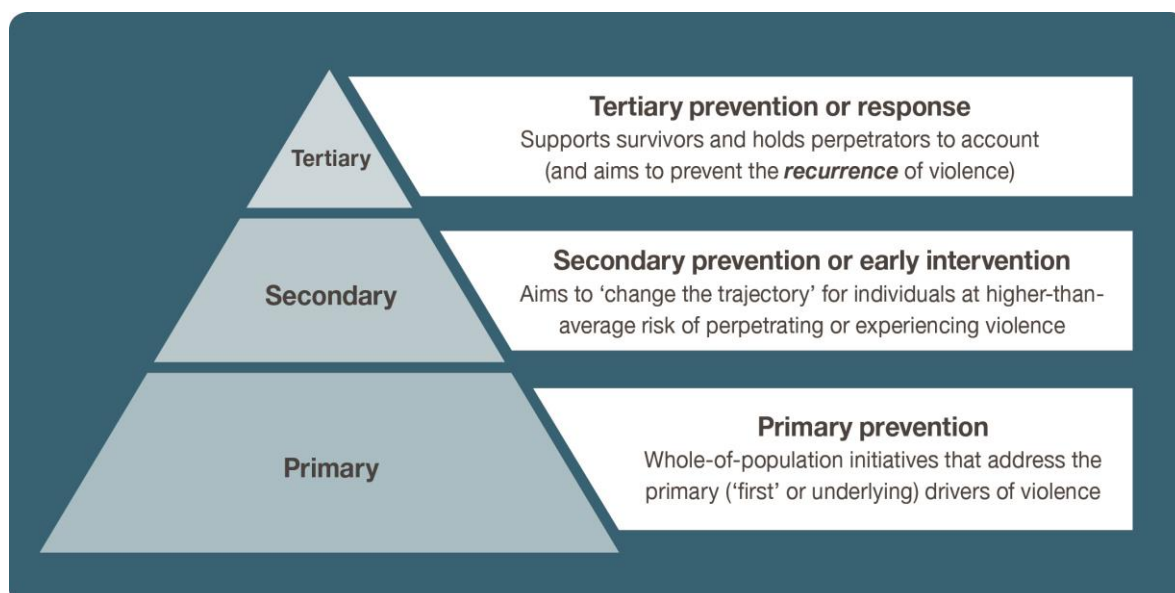 Tertiary
Tertiary prevention or response
Supports survivors and holds perpetrators to account
(and aims to prevent the recurrence of violence)
Secondary
Secondary prevention or early intervention
Aims to ‘change the trajectory’ for individuals at higher-than-
average risk of perpetrating or experiencing violence
Primary
Primary prevention
Whole-of-population initiatives that address the
primary (‘first’ or underlying) drivers of violence